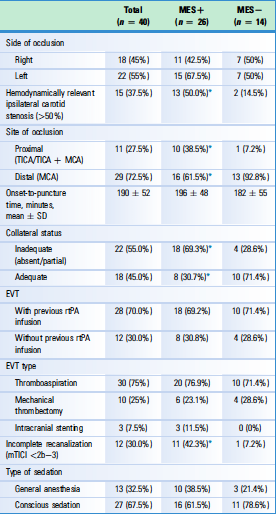 Total MES+ MES−
(n = 40) (n = 26) (n = 14)
Side of occlusion
Right 18 (45%) 11 (42.5%) 7 (50%)
Left 22 (55%) 15 (67.5%) 7 (50%)
Hemodynamically relevant 15 (37.5%) 13 (50.0%)* 2 (14.5%)
ipsilateral carotid
stenosis (>50%)
Site of occlusion
Proximal 11 (27.5%) 10 (38.5%)* 1 (7.2%)
(TICA/TICA + MCA)
Distal (MCA) 29 (72.5%) 16 (61.5%)* 13 (92.8%)
Onset-to-puncture 190 ± 52 196 ± 48 182 ± 55
time, minutes,
mean ± SD
Collateral status
Inadequate 22 (55.0%) 18 (69.3%)* 4 (28.6%)
(absent/partial)
Adequate 18 (45.0%) 8 (30.7%)* 10 (71.4%)
EVT
With previous rtPA 28 (70.0%) 18 (69.2%) 10 (71.4%)
infusion
Without previous rtPA 12 (30.0%) 8 (30.8%) 4 (28.6%)
infusion
EVT type
Thromboaspiration 30 (75%) 20 (76.9%) 10 (71.4%)
Mechanical 10 (25%) 6 (23.1%) 4 (28.6%)
thrombectomy
Intracranial stenting 3 (7.5%) 3 (11.5%) 0 (0%)
Incomplete recanalization 12 (30.0%) 11 (42.3%)* 1 (7.2%)
(mTICI <2b–3)
Type of sedation
General anesthesia 13 (32.5%) 10 (38.5%) 3 (21.4%)
Conscious sedation 27 (67.5%) 16 (61.5%) 11 (78.6%)